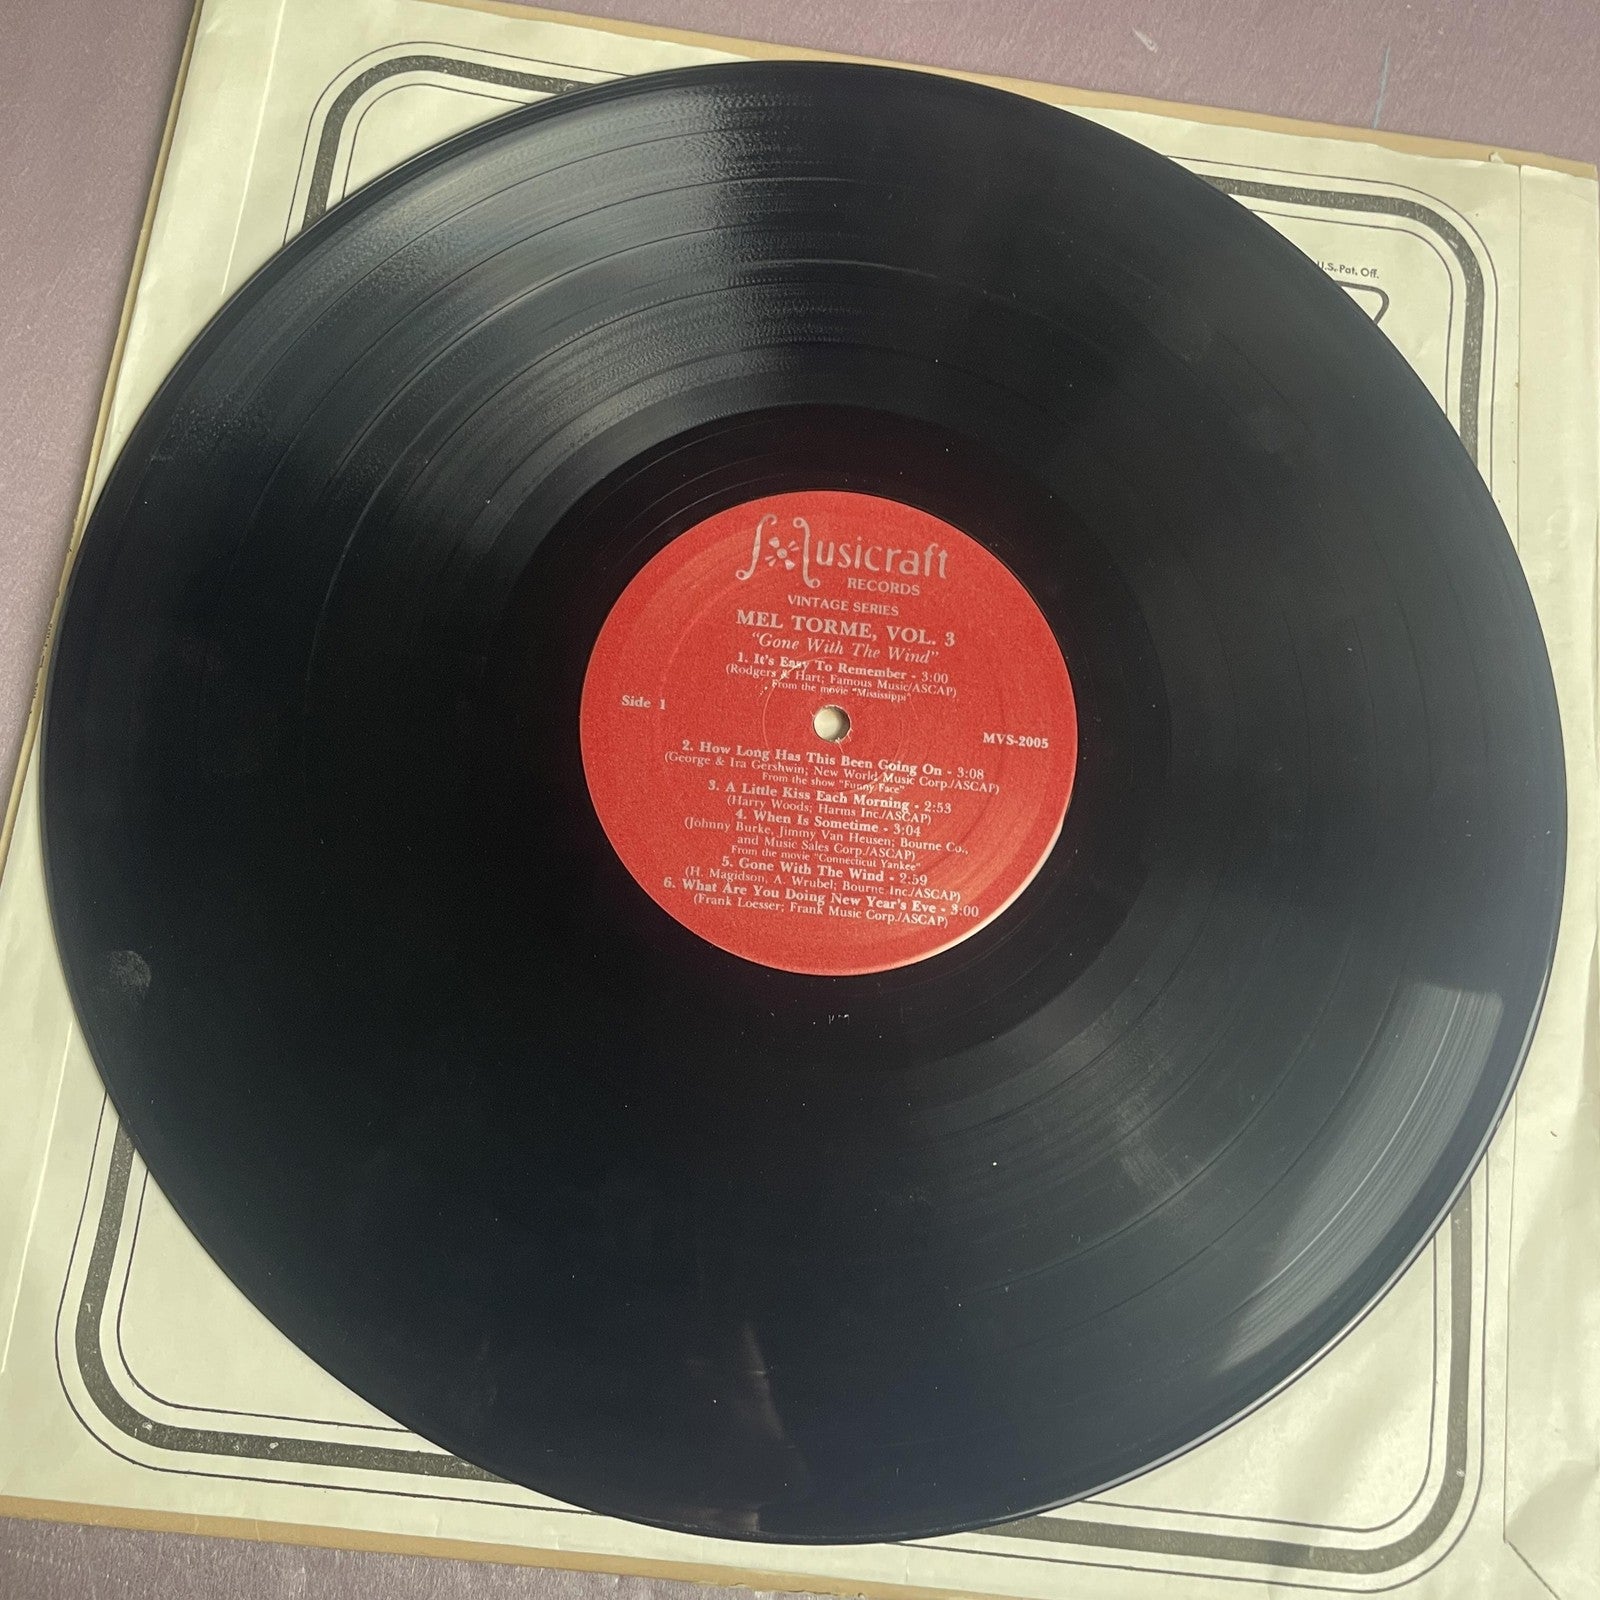 U.S. Pat. Off.
Musicraft
RECORDS
VINTAGE SERIES
MEL TORME, VOL. 3
"Gone With The Wind"
1. It's Easy To Remember - 3:00
(Rodgers & Hart; Famous Music/ASCAP)
From the movie "Mississippi"
Side 1
MVS-2005
2. How Long Has This Been Going On - 3:08
(George & Ira Gershwin; New World Music Corp./ASCAP)
From the show "Funny Face"
3. A Little Kiss Each Morning - 2:53
(Harry Woods; Harms Inc./ASCAP)
4. When Is Sometime - 3:04
(Johnny Burke, Jimmy Van Heusen; Bourne Co.,
and Music Sales Corp./ASCAP)
From the movie "Connecticut Yankee"
5. Gone With The Wind - 2:59
(H. Magidson, A. Wrubel; Bourne Inc./ASCAP)
6. What Are You Doing New Year's Eve - 3:00
(Frank Loesser; Frank Music Corp./ASCAP)